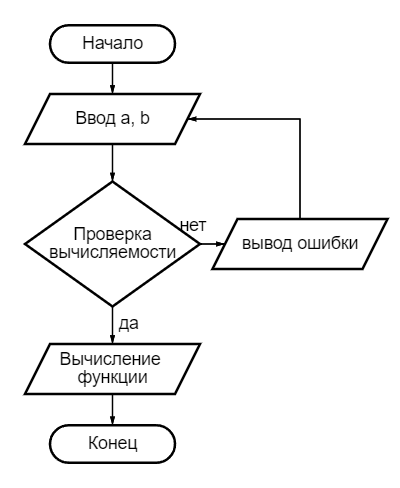 Начало
Ввод a, b
Проверка
вычисляемости
нет
вывод ошибки
да
Вычисление
функции
Конец